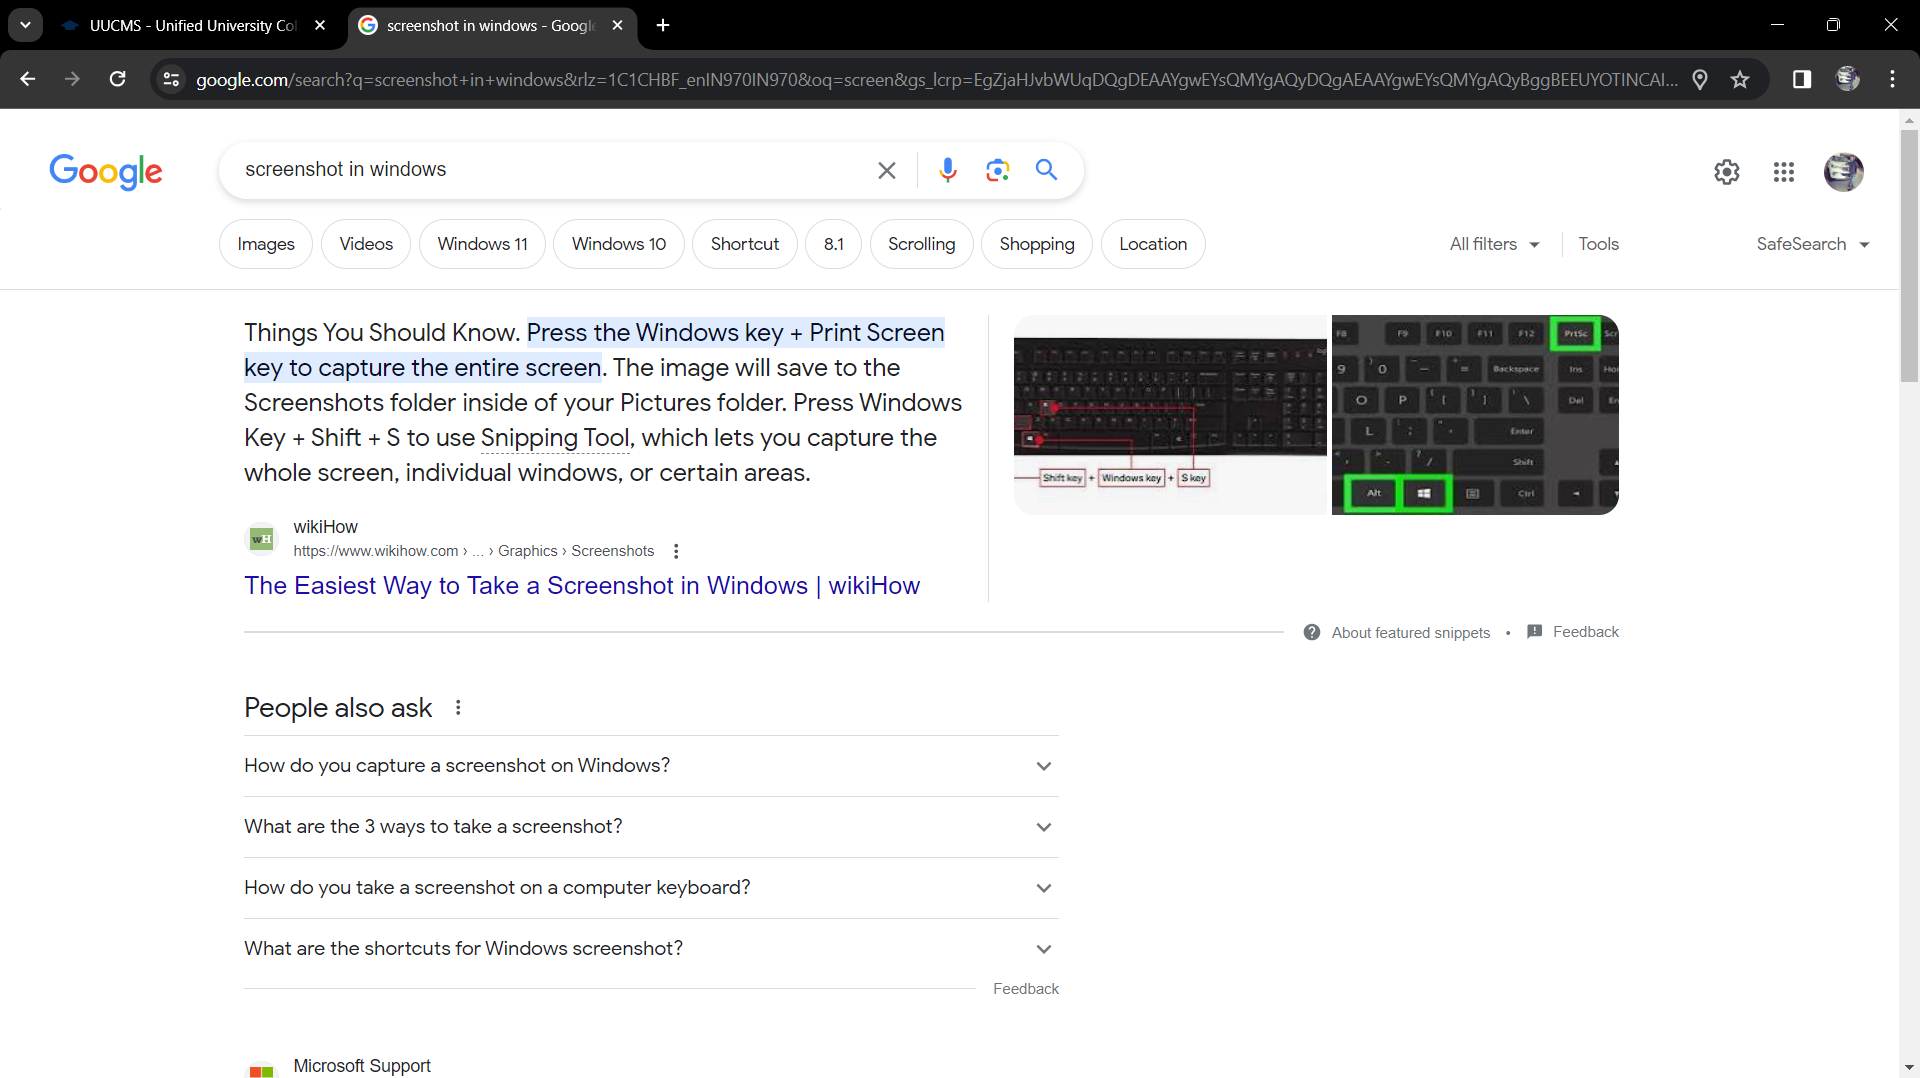 UUCMS - Unified University Co
screenshot in windows - Google
google.com/search?q=screenshot+in+windows&rlz=1C1CHBF_enIN970IN970&oq=screen&gs_lcrp=EgZjaHJvbWUqDQgDEAAYgwEYsQMYgAQyDQgAEAAYgwEYsQMYgAQyBggBEEUYOTINCAI...
Google
screenshot in windows
Images
Videos
Windows 11
Windows 10
Shortcut
8.1
Scrolling
Shopping
Location
All filters
Tools
SafeSearch
Things You Should Know. Press the Windows key + Print Screen
key to capture the entire screen. The image will save to the
Screenshots folder inside of your Pictures folder. Press Windows
Key + Shift + S to use Snipping Tool, which lets you capture the
whole screen, individual windows, or certain areas.
Shift key + Windows key + S key
F8 F9 F10 F11 F12 PrtSc Scr
9 ) 0 — - + = Backspace Ins Ho
O P { [ } ] | \ Del En
L : ; " ' Enter
? / Shift
Alt Ctrl
wH
wikiHow
https://www.wikihow.com › ... › Graphics › Screenshots
The Easiest Way to Take a Screenshot in Windows | wikiHow
About featured snippets • Feedback
People also ask
How do you capture a screenshot on Windows?
What are the 3 ways to take a screenshot?
How do you take a screenshot on a computer keyboard?
What are the shortcuts for Windows screenshot?
Feedback
Microsoft Support